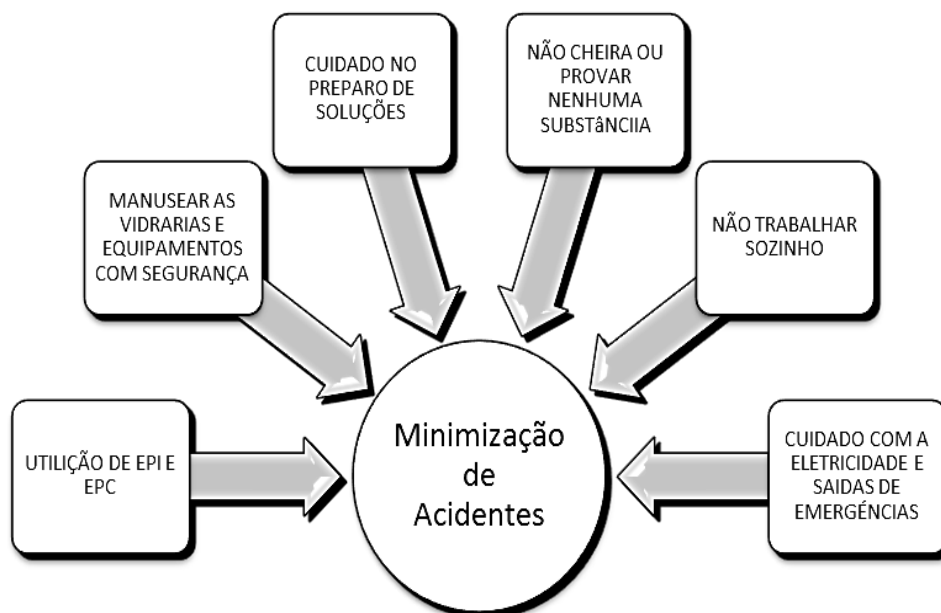 UTILIÇÃO DE EPI E
EPC
MANUSEAR AS
VIDRARIAS E
EQUIPAMENTOS
COM SEGURANÇA
CUIDADO NO
PREPARO DE
SOLUÇÕES
NÃO CHEIRA OU
PROVAR
NENHUMA
SUBSTâNCIIA
NÃO TRABALHAR
SOZINHO
CUIDADO COM A
ELETRICIDADE E
SAIDAS DE
EMERGÉNCIAS
Minimização
de
Acidentes